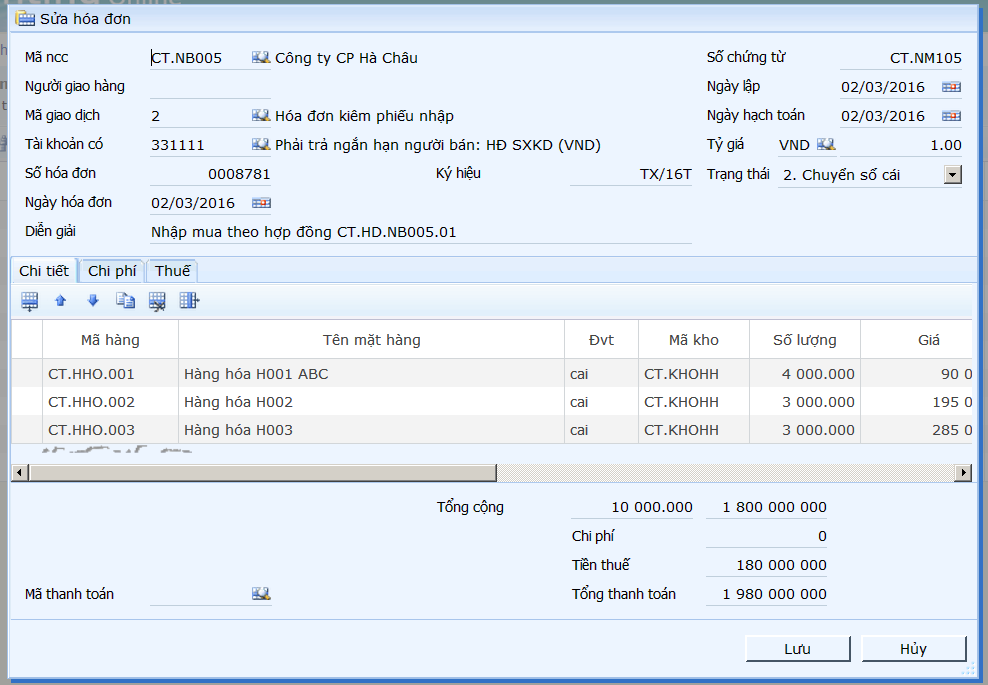 Online
Sửa hóa đơn
Mã ncc CT.NB005 Công ty CP Hà Châu Số chứng từ CT.NM105
Người giao hàng Ngày lập 02/03/2016
Mã giao dịch 2 Hóa đơn kiêm phiếu nhập Ngày hạch toán 02/03/2016
Tài khoản có 331111 Phải trả ngắn hạn người bán: HĐ SXKD (VND) Tỷ giá VND 1.00
Số hóa đơn 0008781 Ký hiệu TX/16T Trạng thái 2. Chuyển sổ cái
Ngày hóa đơn 02/03/2016
Diễn giải Nhập mua theo hợp đồng CT.HD.NB005.01
Chi tiết Chi phí Thuế
Mã hàng Tên mặt hàng Đvt Mã kho Số lượng Giá
CT.HHO.001 Hàng hóa H001 ABC cai CT.KHOHH 4 000.000 90 0
CT.HHO.002 Hàng hóa H002 cai CT.KHOHH 3 000.000 195 0
CT.HHO.003 Hàng hóa H003 cai CT.KHOHH 3 000.000 285 0
Tổng cộng 10 000.000 1 800 000 000
Chi phí 0
Tiền thuế 180 000 000
Mã thanh toán Tổng thanh toán 1 980 000 000
Lưu Hủy